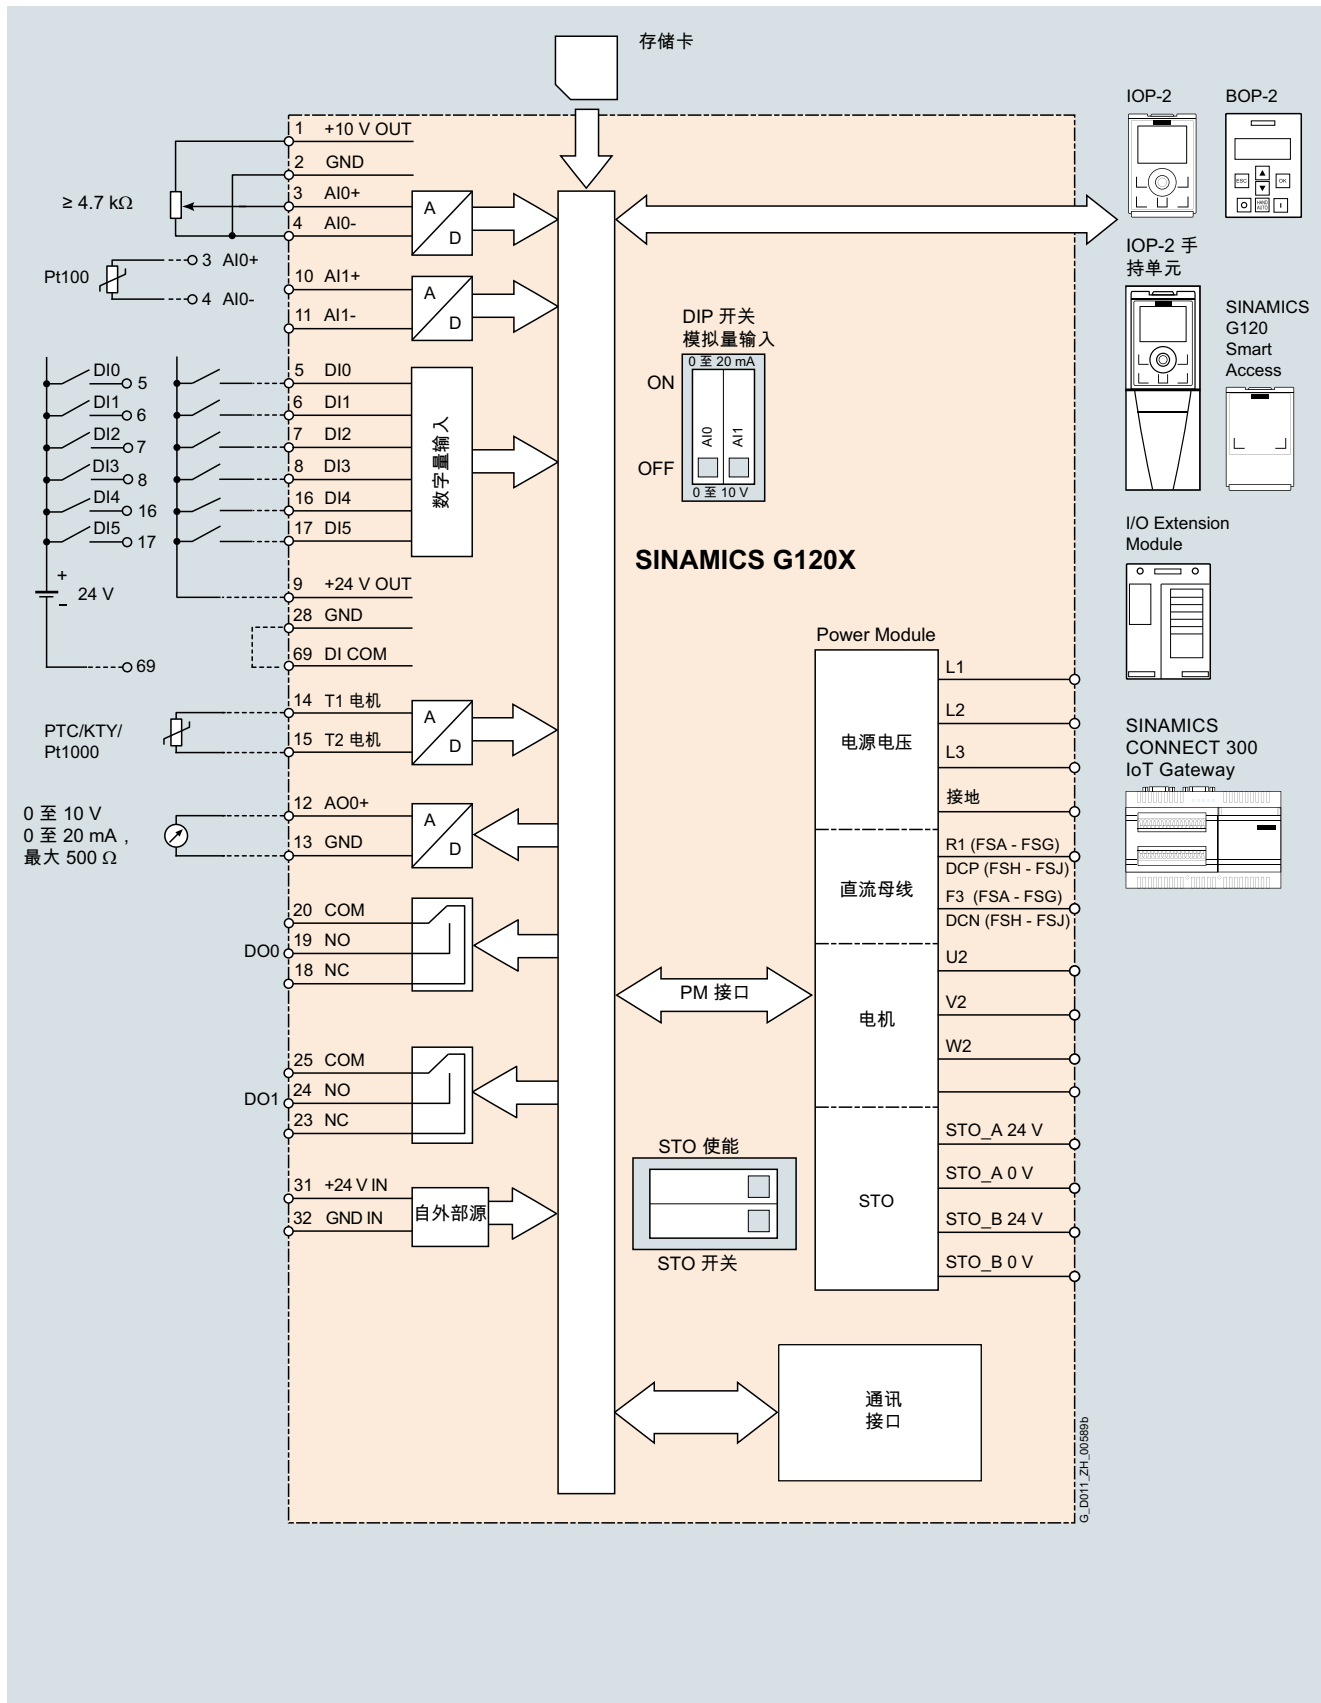 存储卡
IOP-2
BOP-2
1 +10 V OUT
2 GND
3 AI0+
4 AI0-
≥ 4.7 kΩ
A
D
ESC
OK
HAND
AUTO
Pt100
3 AI0+
4 AI0-
10 AI1+
11 AI1-
A
D
IOP-2 手
持单元
SINAMICS
G120
Smart
Access
DIP 开关
模拟量输入
0 至 20 mA
ON
AI0
AI1
OFF
0 至 10 V
DI0 5
DI1 6
DI2 7
DI3 8
DI4 16
DI5 17
5 DI0
6 DI1
7 DI2
8 DI3
16 DI4
17 DI5
数字量输入
I/O Extension
Module
SINAMICS G120X
+
24 V
–
69
9 +24 V OUT
28 GND
69 DI COM
PTC/KTY/
Pt1000
14 T1 电机
15 T2 电机
A
D
0 至 10 V
0 至 20 mA，
最大 500 Ω
12 AO0+
13 GND
A
D
DO0
20 COM
19 NO
18 NC
DO1
25 COM
24 NO
23 NC
31 +24 V IN
32 GND IN
自外部源
PM 接口
Power Module
电源电压
L1
L2
L3
接地
直流母线
R1 (FSA - FSG)
DCP (FSH - FSJ)
F3 (FSA - FSG)
DCN (FSH - FSJ)
电机
U2
V2
W2
STO
STO_A 24 V
STO_A 0 V
STO_B 24 V
STO_B 0 V
SINAMICS
CONNECT 300
IoT Gateway
STO 使能
STO 开关
通讯
接口
G_D011_ZH_00589b